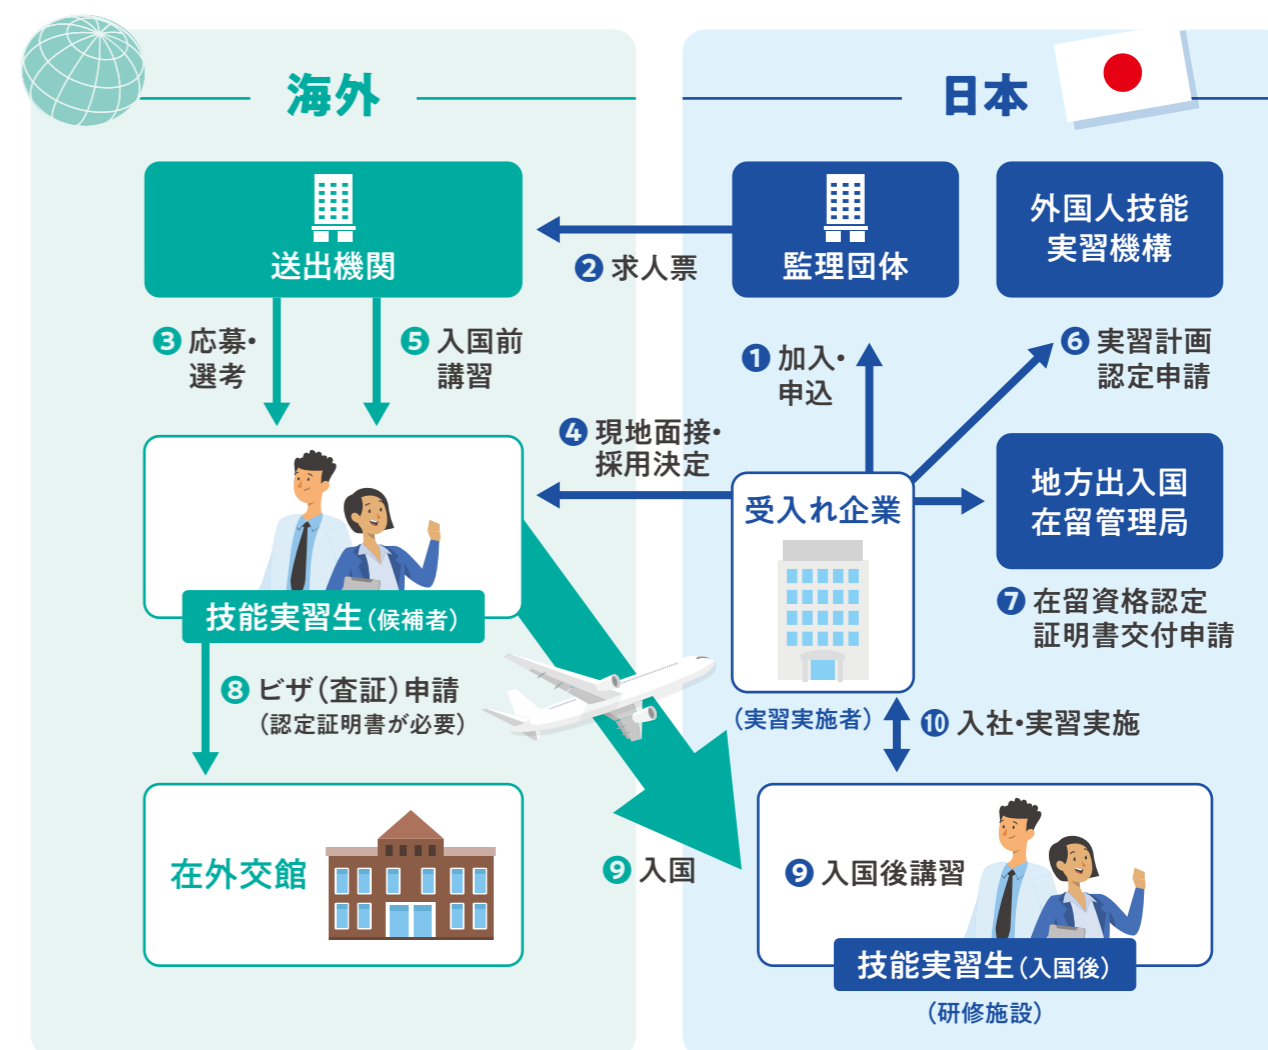 海外
日本
送出機関
監理団体
外国人技能
実習機構
❷ 求人票
❸ 応募・
選考
❺ 入国前
講習
❶ 加入・
申込
❻ 実習計画
認定申請
❹ 現地面接・
採用決定
受入れ企業
地方出入国
在留管理局
技能実習生（候補者）
❼ 在留資格認定
証明書交付申請
❽ ビザ（査証）申請
（認定証明書が必要）
（実習実施者）
❿ 入社・実習実施
在外交館
❾ 入国
❾ 入国後講習
技能実習生（入国後）
（研修施設）